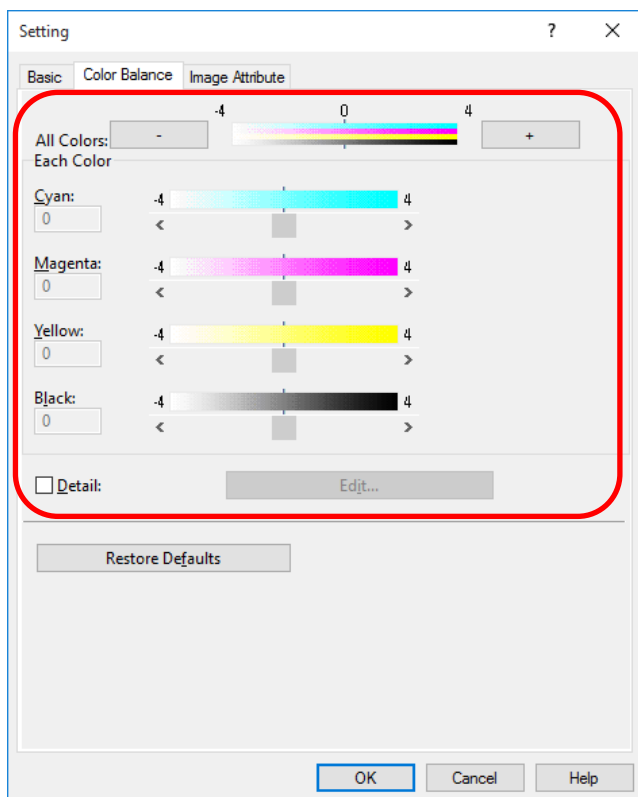 Setting ?
Basic Color Balance Image Attribute
-4 0 4
All Colors: - +
Each Color
Cyan: -4 4
0 < >
Magenta: -4 4
0 < >
Yellow: -4 4
0 < >
Black: -4 4
0 < >
Detail: Edit...
Restore Defaults
OK Cancel Help